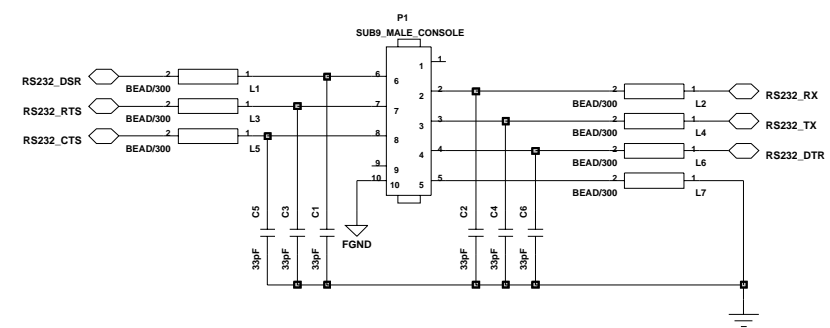 P1
SUB9_MALE_CONSOLE
RS232_DSR 2 1 6 6 1 1
BEAD/300 L1
2 2 2 1 RS232_RX
BEAD/300 L2
RS232_RTS 2 1 7 7
BEAD/300 L3
3 3 2 1 RS232_TX
BEAD/300 L4
RS232_CTS 2 1 8 8
BEAD/300 L5
4 4 2 1 RS232_DTR
BEAD/300 L6
9 9
10 10 5 5 2 1
BEAD/300 L7
C5 C3 C1 C2 C4 C6
FGND
33pF 33pF 33pF 33pF 33pF 33pF